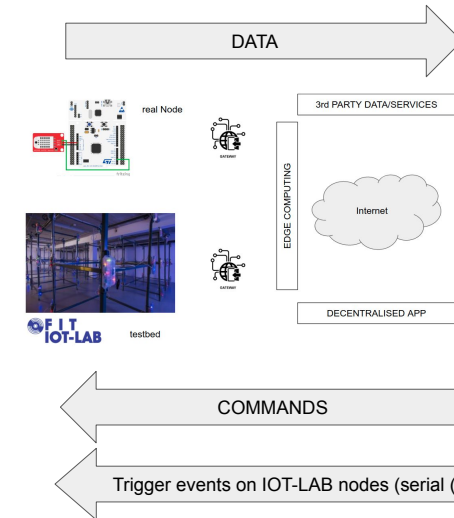 DATA
real Node
3rd PARTY DATA/SERVICES
GATEWAY
EDGE COMPUTING
Internet
GATEWAY
DECENTRALISED APP
FIT
IOT-LAB
testbed
COMMANDS
Trigger events on IOT-LAB nodes (serial (